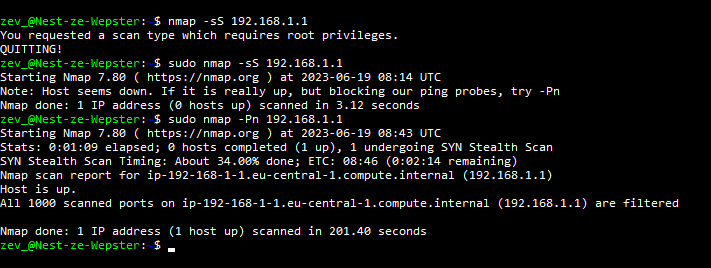 zev_@Nest-ze-Wepster:~$ nmap -sS 192.168.1.1
You requested a scan type which requires root privileges.
QUITTING!
zev_@Nest-ze-Wepster:~$ sudo nmap -sS 192.168.1.1
Starting Nmap 7.80 ( https://nmap.org ) at 2023-06-19 08:14 UTC
Note: Host seems down. If it is really up, but blocking our ping probes, try -Pn
Nmap done: 1 IP address (0 hosts up) scanned in 3.12 seconds
zev_@Nest-ze-Wepster:~$ sudo nmap -Pn 192.168.1.1
Starting Nmap 7.80 ( https://nmap.org ) at 2023-06-19 08:43 UTC
Stats: 0:01:09 elapsed; 0 hosts completed (1 up), 1 undergoing SYN Stealth Scan
SYN Stealth Scan Timing: About 34.00% done; ETC: 08:46 (0:02:14 remaining)
Nmap scan report for ip-192-168-1-1.eu-central-1.compute.internal (192.168.1.1)
Host is up.
All 1000 scanned ports on ip-192-168-1-1.eu-central-1.compute.internal (192.168.1.1) are filtered
Nmap done: 1 IP address (1 host up) scanned in 201.40 seconds
zev_@Nest-ze-Wepster:~$